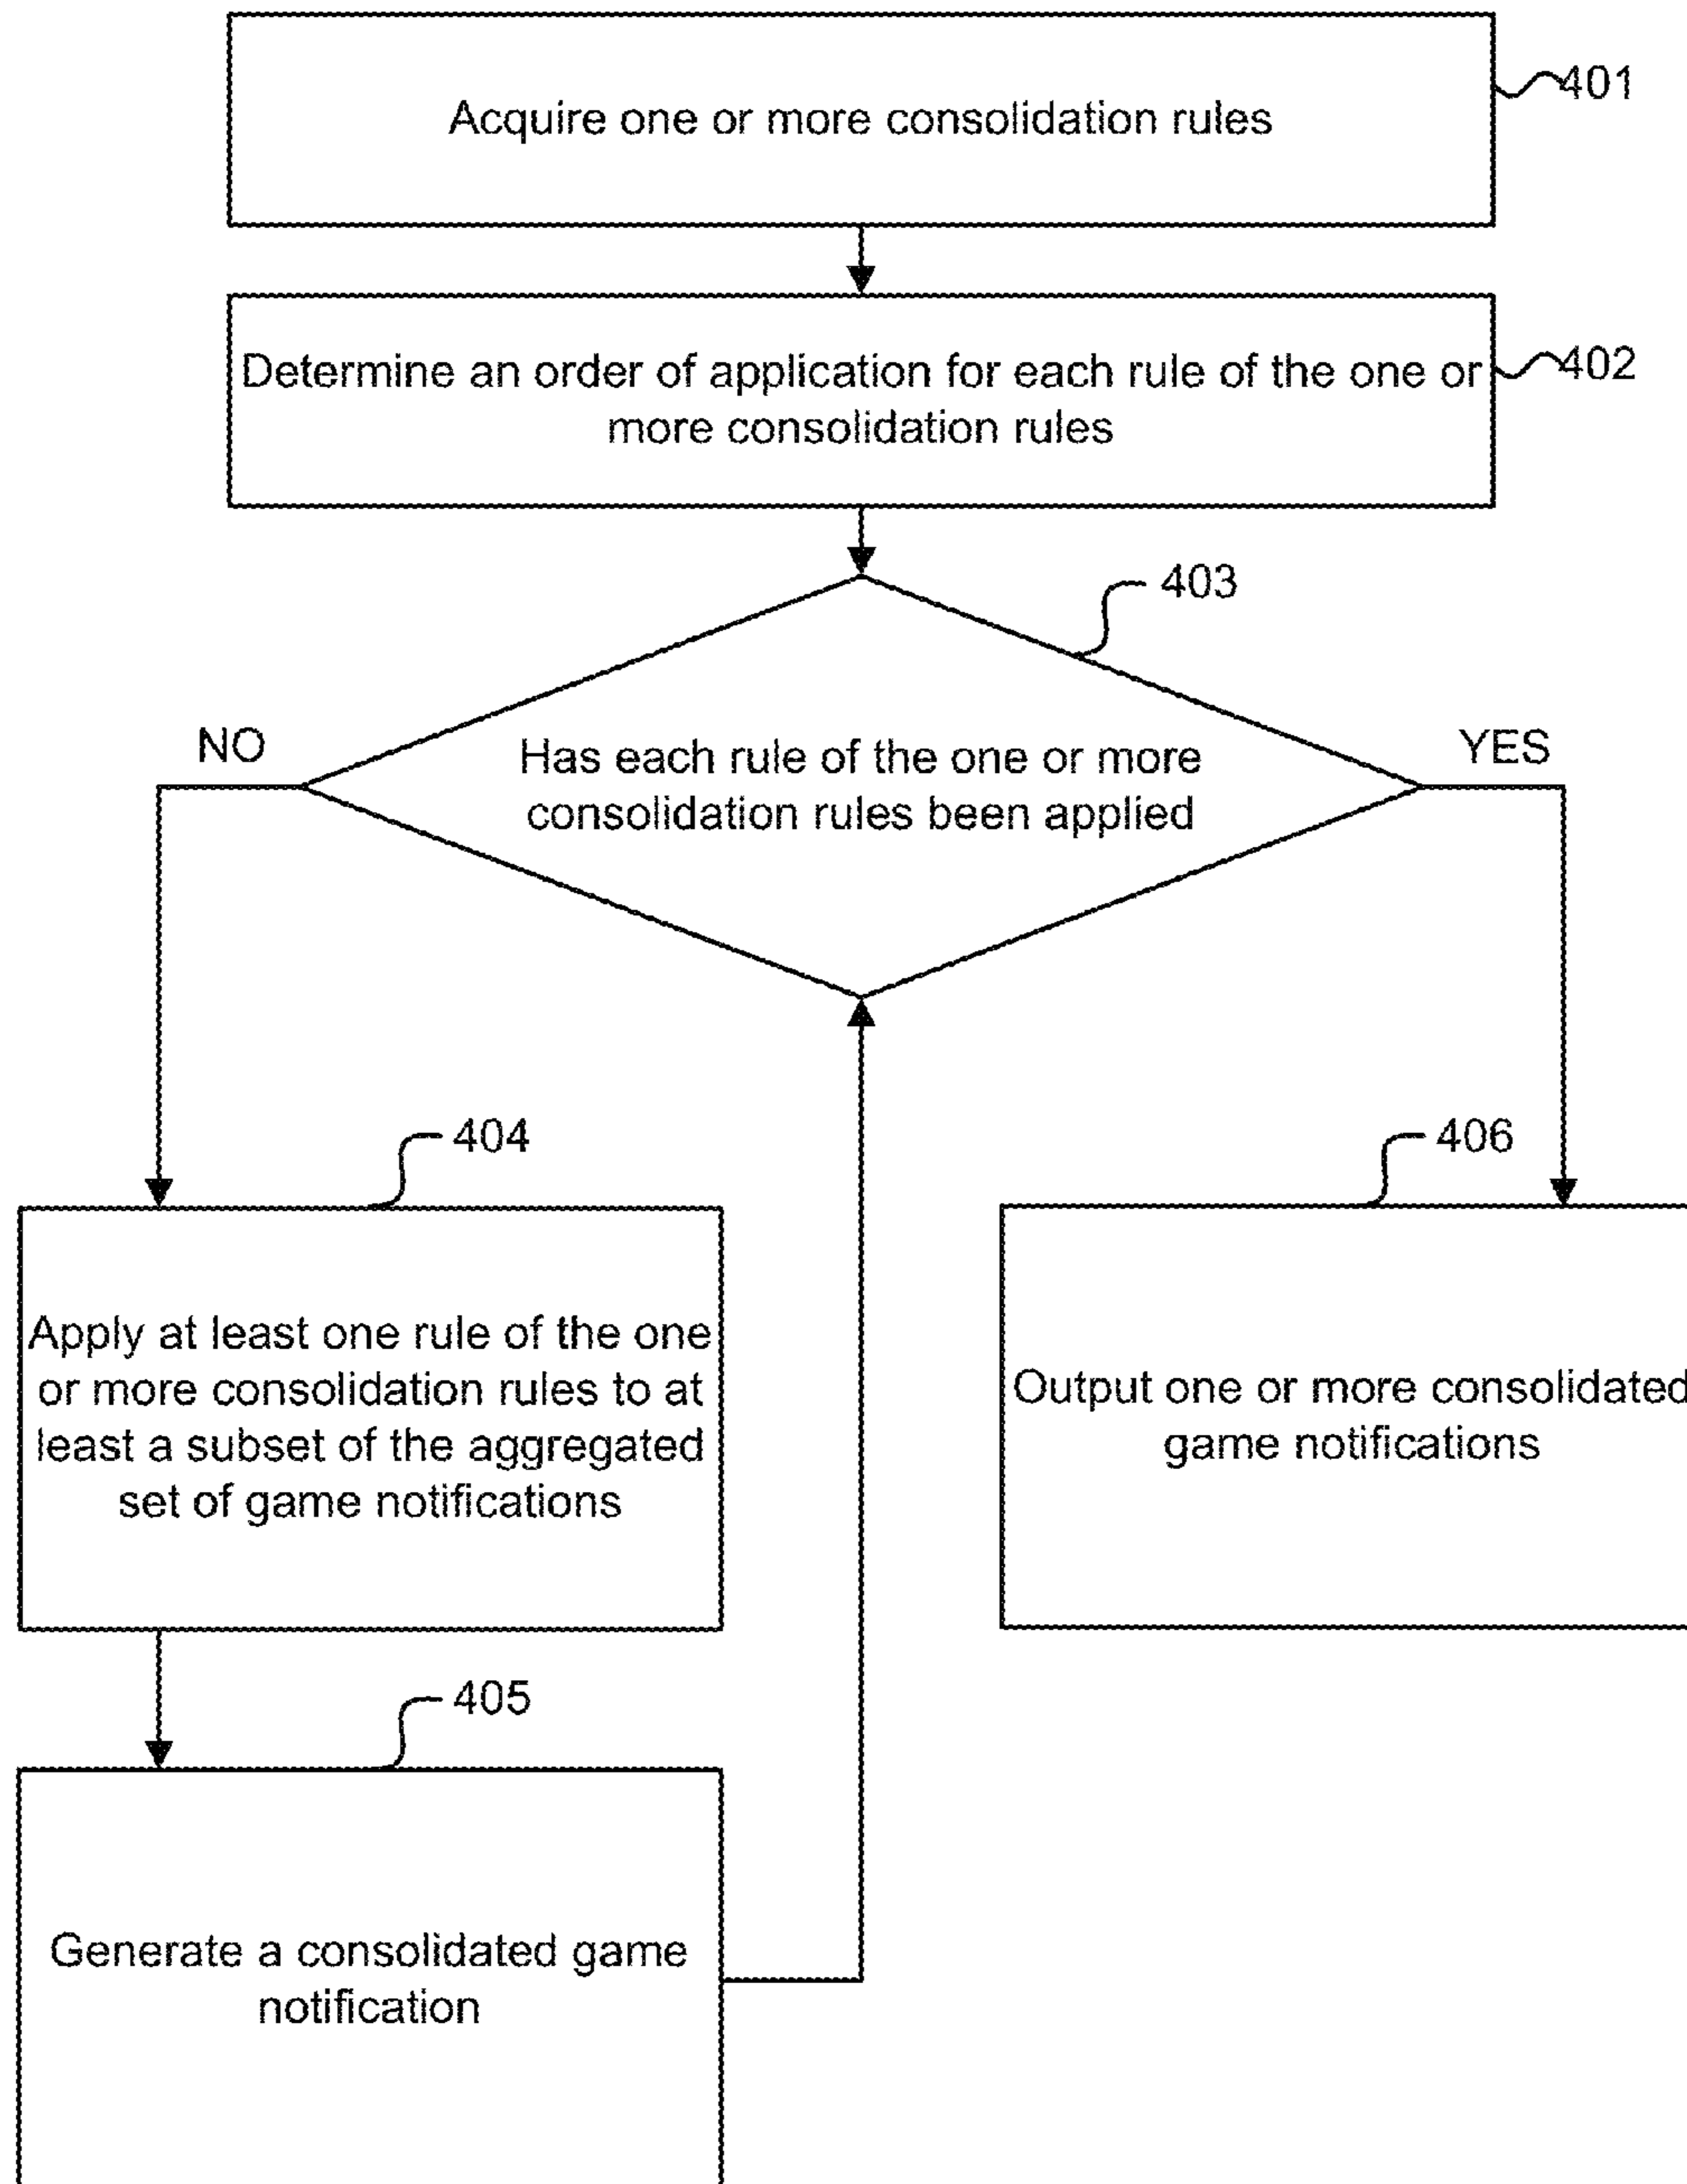 Acquire one or more consolidation rules
401
Determine an order of application for each rule of the one or
more consolidation rules
402
403
NO
Has each rule of the one or more
consolidation rules been applied
YES
404
Apply at least one rule of the one
or more consolidation rules to at
least a subset of the aggregated
set of game notifications
406
Output one or more consolidated
game notifications
405
Generate a consolidated game
notification